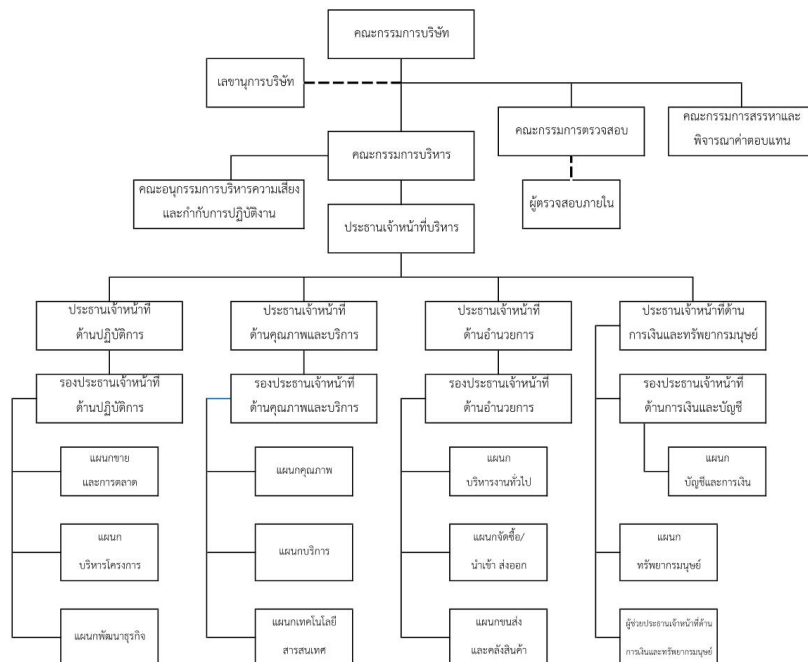 คณะกรรมการบริษัท
เลขานุการบริษัท
คณะกรรมการตรวจสอบ
คณะกรรมการสรรหาและ
พิจารณาค่าตอบแทน
คณะกรรมการบริหาร
คณะอนุกรรมการบริหารความเสี่ยง
และกำกับการปฏิบัติงาน
ผู้ตรวจสอบภายใน
ประธานเจ้าหน้าที่บริหาร
ประธานเจ้าหน้าที่
ด้านปฏิบัติการ
ประธานเจ้าหน้าที่
ด้านคุณภาพและบริการ
ประธานเจ้าหน้าที่
ด้านอำนวยการ
ประธานเจ้าหน้าที่ด้าน
การเงินและทรัพยากรมนุษย์
รองประธานเจ้าหน้าที่
ด้านปฏิบัติการ
รองประธานเจ้าหน้าที่
ด้านคุณภาพและบริการ
รองประธานเจ้าหน้าที่
ด้านอำนวยการ
รองประธานเจ้าหน้าที่
ด้านการเงินและบัญชี
แผนกขาย
และการตลาด
แผนกคุณภาพ
แผนก
บริหารงานทั่วไป
แผนก
บัญชีและการเงิน
แผนก
บริหารโครงการ
แผนกบริการ
แผนกจัดซื้อ/
นำเข้า ส่งออก
แผนก
ทรัพยากรมนุษย์
แผนกพัฒนาธุรกิจ
แผนกเทคโนโลยี
สารสนเทศ
แผนกขนส่ง
และคลังสินค้า
ผู้ช่วยประธานเจ้าหน้าที่ด้าน
การเงินและทรัพยากรมนุษย์